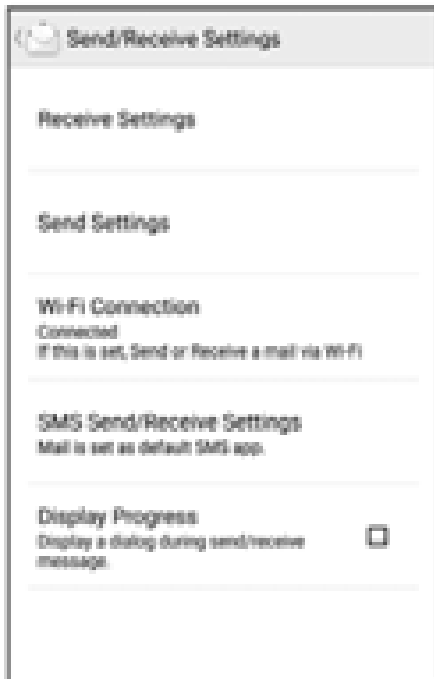 Send/Receive Settings
Receive Settings
Send Settings
Wi-Fi Connection
Connected
If this is set, Send or Receive a mail via Wi-Fi
SMS Send/Receive Settings
Mail is set as default SMS app.
Display Progress
Display a dialog during send/receive
message.